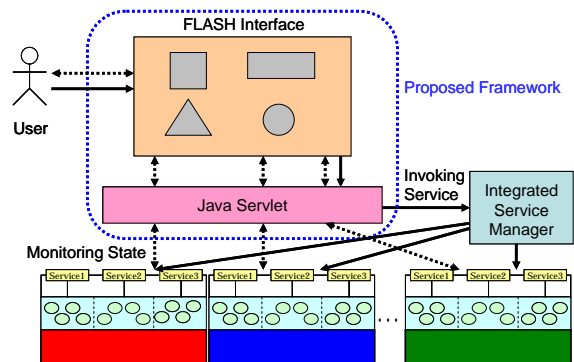 FLASH Interface
Proposed Framework
User
Invoking
Service
Java Servlet
Integrated
Service
Manager
Monitoring State
Service1 Service2 Service3 Service1 Service2 Service3 Service1 Service2 Service3
...